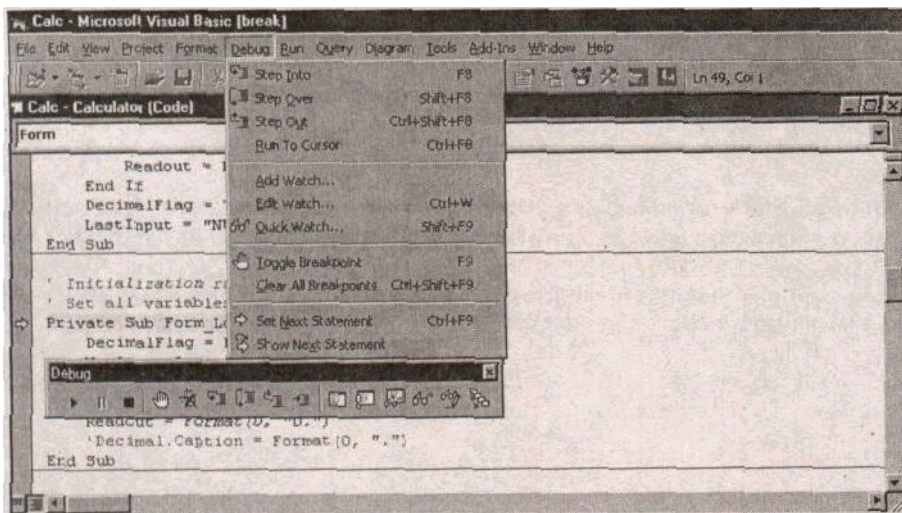 Calc - Microsoft Visual Basic [break]
File Edit View Project Format Debug Run Query Diagram Tools Add-Ins Window Help
Ln 49, Col 1
Calc - Calculator (Code)
Form
Step Into F8
Step Over Shift+F8
Step Out Ctrl+Shift+F8
Run To Cursor Ctrl+F8
Add Watch...
Edit Watch... Ctrl+W
Quick Watch... Shift+F9
Toggle Breakpoint F9
Clear All Breakpoints Ctrl+Shift+F9
Set Next Statement Ctrl+F9
Show Next Statement
Readout =
End If
DecimalFlag =
LastInput = "N
End Sub
' Initialization
' Set all variables
Private Sub Form_L
DecimalFlag =
Debug
ReadOut = Format(0, "0.")
'Decimal.Caption = Format(0, ".")
End Sub